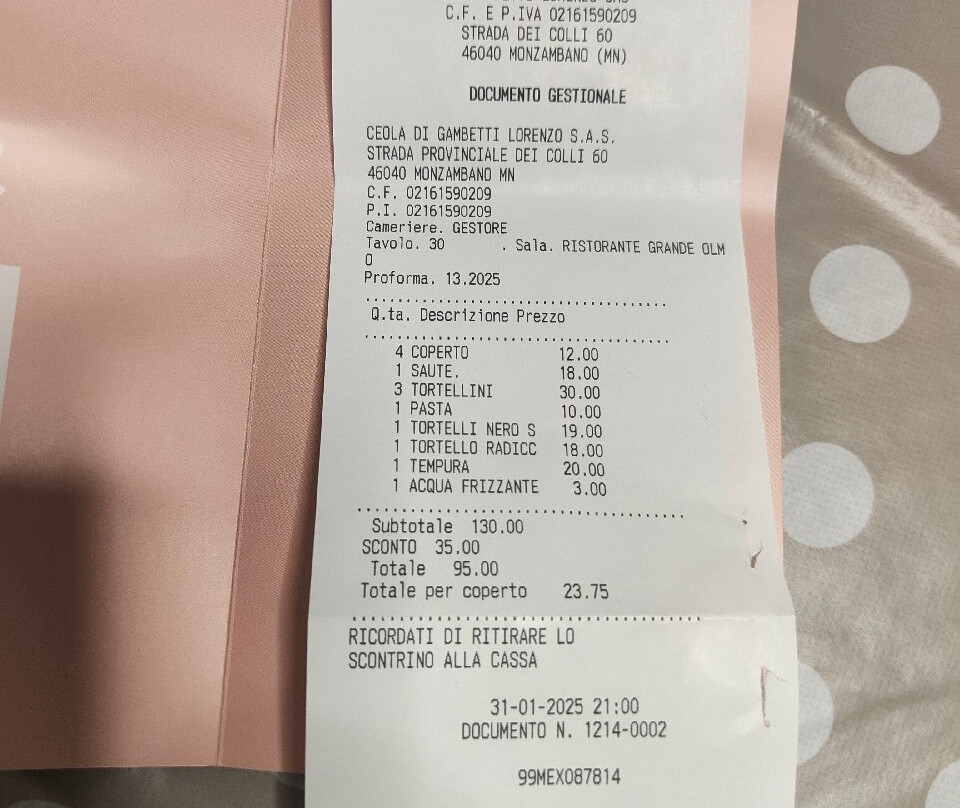 C.F. E P.IVA 02161590209
STRADA DEI COLLI 60
46040 MONZAMBANO (MN)
DOCUMENTO GESTIONALE
CEOLA DI GAMBETTI LORENZO S.A.S.
STRADA PROVINCIALE DEI COLLI 60
46040 MONZAMBANO MN
C.F. 02161590209
P.I. 02161590209
Cameriere. GESTORE
Tavolo. 30 . Sala. RISTORANTE GRANDE OLM
O
Proforma. 13.2025
Q.ta. Descrizione Prezzo
4 COPERTO 12.00
1 SAUTE. 18.00
3 TORTELLINI 30.00
1 PASTA 10.00
1 TORTELLI NERO S 19.00
1 TORTELLO RADICC 18.00
1 TEMPURA 20.00
1 ACQUA FRIZZANTE 3.00
Subtotale 130.00
SCONTO 35.00
Totale 95.00
Totale per coperto 23.75
RICORDATI DI RITIRARE LO
SCONTRINO ALLA CASSA
31-01-2025 21:00
DOCUMENTO N. 1214-0002
99MEX087814